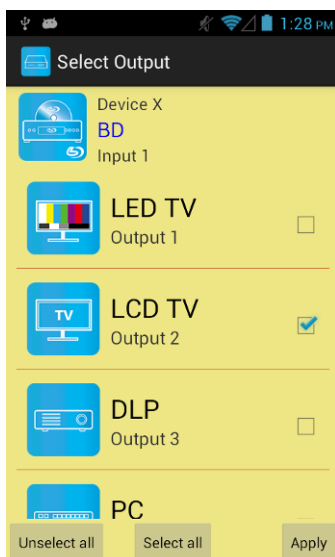 1:28 PM
Select Output
Device X
BD
Input 1
LED TV
Output 1
TV
LCD TV
Output 2
DLP
Output 3
PC
Unselect all
Select all
Apply